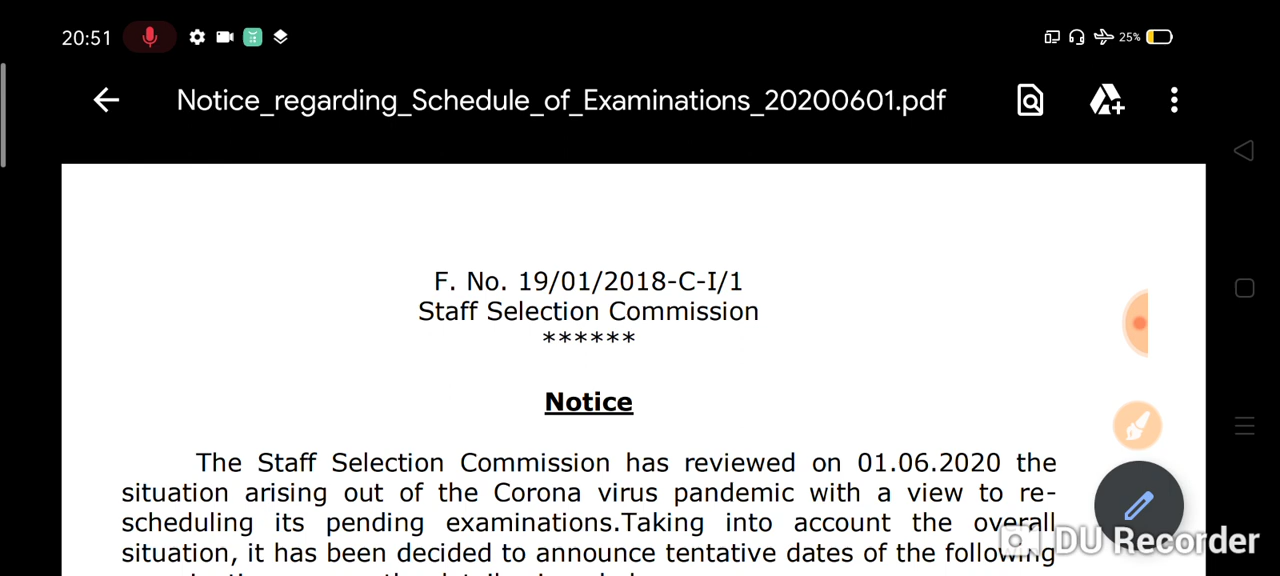 20:51
25%
Notice_regarding_Schedule_of_Examinations_20200601.pdf
F. No. 19/01/2018-C-I/1
Staff Selection Commission
******
Notice
The Staff Selection Commission has reviewed on 01.06.2020 the
situation arising out of the Corona virus pandemic with a view to re-
scheduling its pending examinations.Taking into account the overall
situation, it has been decided to announce tentative dates of the following
DU Recorder